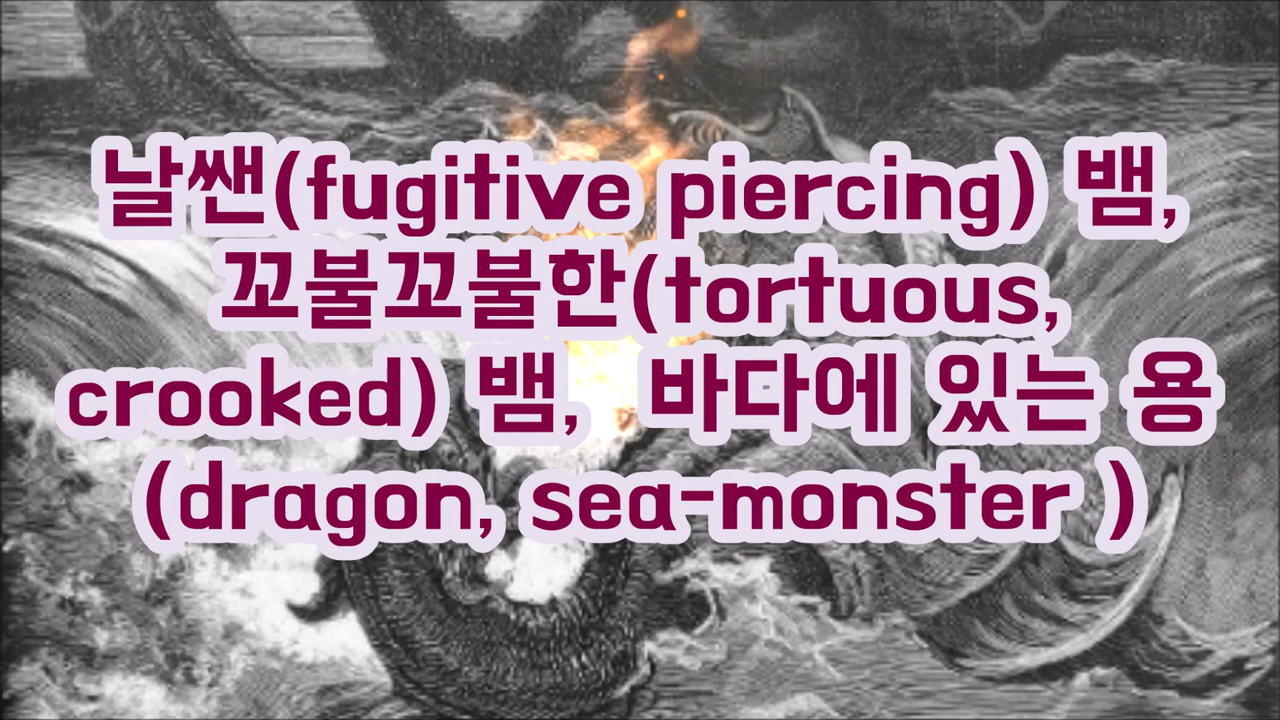 날쌘(fugitive piercing) 뱀,
꼬불꼬불한(tortuous,
crooked) 뱀, 바다에 있는 용
(dragon, sea-monster )